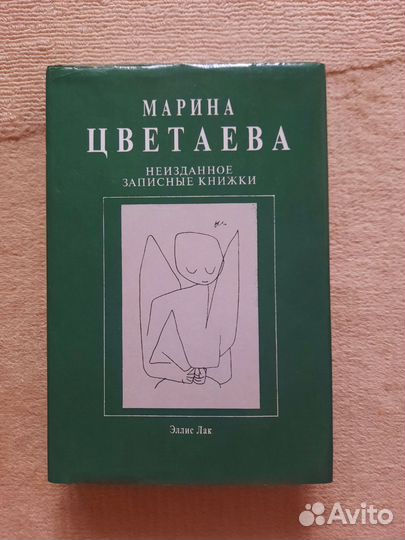 МАРИНА
ЦВЕТАЕВА
НЕИЗДАННОЕ
ЗАПИСНЫЕ КНИЖКИ
Эллис Лак
Avito